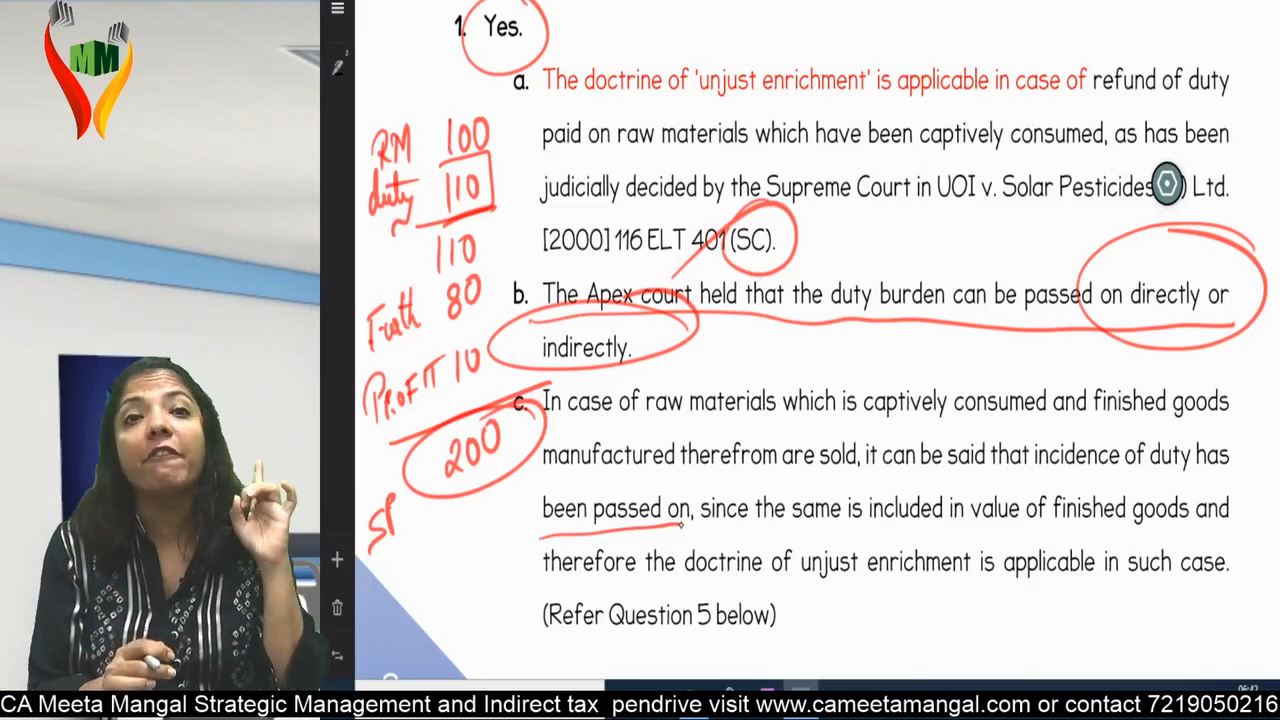 MM
1. Yes.
a. The doctrine of 'unjust enrichment' is applicable in case of refund of duty
paid on raw materials which have been captively consumed, as has been
judicially decided by the Supreme Court in UOI v. Solar Pesticides ) Ltd.
[2000] 116 ELT 401 (SC).
b. The Apex court held that the duty burden can be passed on directly or
indirectly.
c. In case of raw materials which is captively consumed and finished goods
manufactured therefrom are sold, it can be said that incidence of duty has
been passed on, since the same is included in value of finished goods and
therefore the doctrine of unjust enrichment is applicable in such case.
(Refer Question 5 below)
RM 100
duty 110
110
80
PROFIT 10
200
SP
06:42
CA Meeta Mangal Strategic Management and Indirect tax pendrive visit www.cameetamangal.com or contact 7219050216